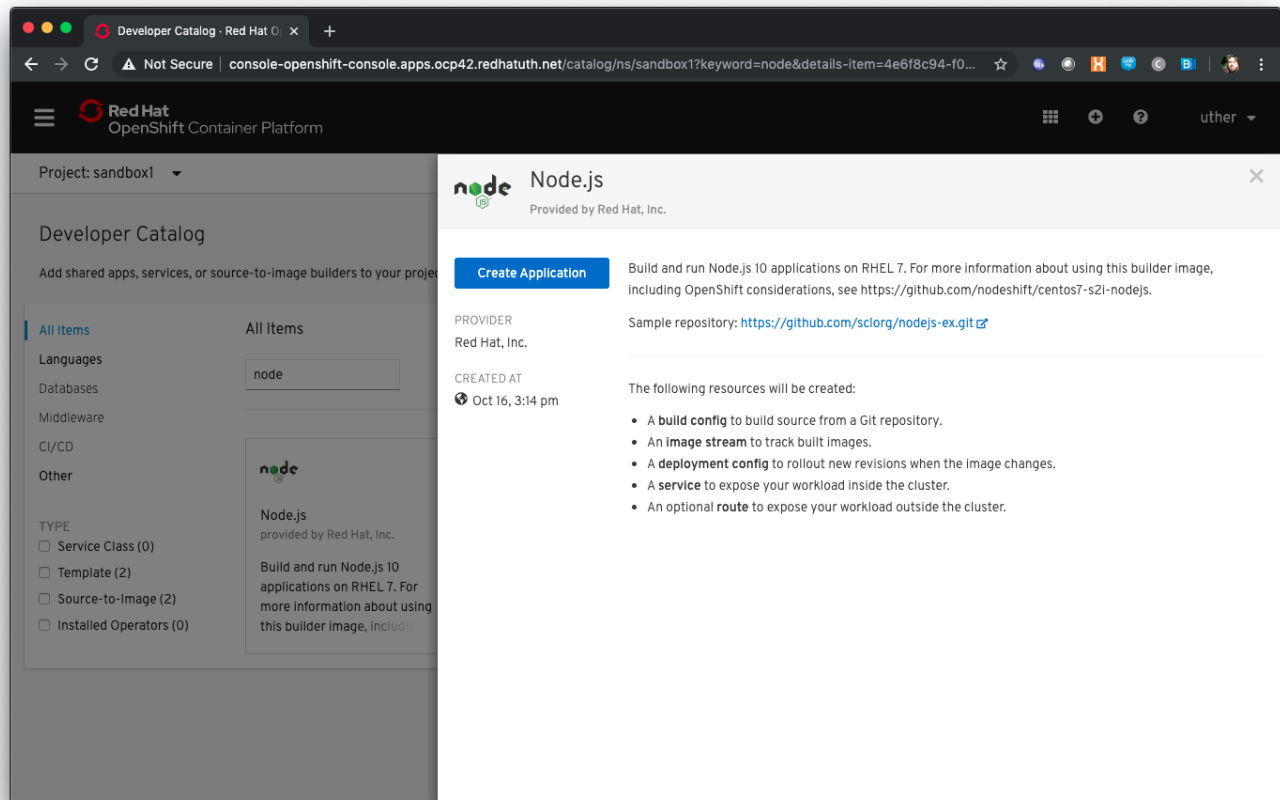 Developer Catalog · Red Hat O
Not Secure | console-openshift-console.apps.ocp42.redhatuth.net/catalog/ns/sandbox1?keyword=node&details-item=4e6f8c94-f0...
Red Hat
OpenShift Container Platform
uther
Project: sandbox1
Developer Catalog
Add shared apps, services, or source-to-image builders to your projec
All Items
Languages
Databases
Middleware
CI/CD
Other
TYPE
Service Class (0)
Template (2)
Source-to-Image (2)
Installed Operators (0)
All Items
node
node
JS
Node.js
provided by Red Hat, Inc.
Build and run Node.js 10
applications on RHEL 7. For
more information about using
this builder image, includi
node
JS
Node.js
Provided by Red Hat, Inc.
Create Application
PROVIDER
Red Hat, Inc.
CREATED AT
Oct 16, 3:14 pm
Build and run Node.js 10 applications on RHEL 7. For more information about using this builder image,
including OpenShift considerations, see https://github.com/nodeshift/centos7-s2i-nodejs.
Sample repository: https://github.com/sclorg/nodejs-ex.git
The following resources will be created:
• A build config to build source from a Git repository.
• An image stream to track built images.
• A deployment config to rollout new revisions when the image changes.
• A service to expose your workload inside the cluster.
• An optional route to expose your workload outside the cluster.